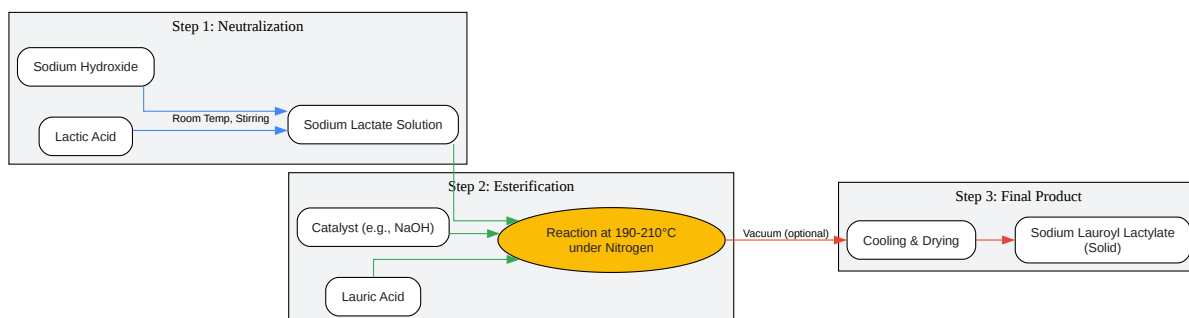 Step 1: Neutralization
Sodium Hydroxide
Room Temp, Stirring
Lactic Acid
Sodium Lactate Solution
Step 2: Esterification
Catalyst (e.g., NaOH)
Lauric Acid
Reaction at 190-210°C
under Nitrogen
Vacuum (optional)
Step 3: Final Product
Cooling & Drying
Sodium Lauroyl Lactylate
(Solid)